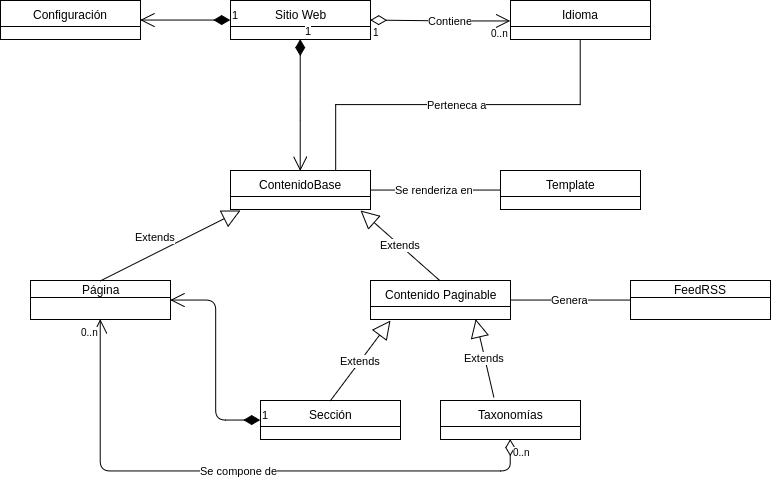 Configuración
1
Sitio Web
1
1
Contiene
0..n
Idioma
Perteneca a
ContenidoBase
Se renderiza en
Template
Extends
Extends
Página
Contenido Paginable
Genera
FeedRSS
0..n
Extends
Extends
1
Sección
Taxonomías
0..n
Se compone de